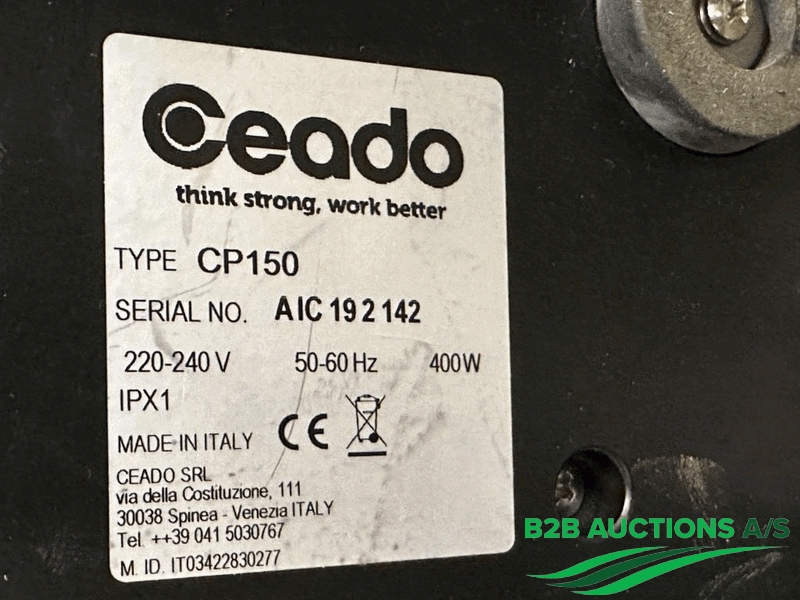 Ceado
think strong, work better
TYPE CP150
SERIAL NO. AIC 19 2 142
220-240 V 50-60 Hz 400W
IPX1
MADE IN ITALY CE
CEADO SRL
via della Costituzione, 111
30038 Spinea - Venezia ITALY
Tel. ++39 041 5030767
M. ID. IT03422830277
B2B AUCTIONS A/S